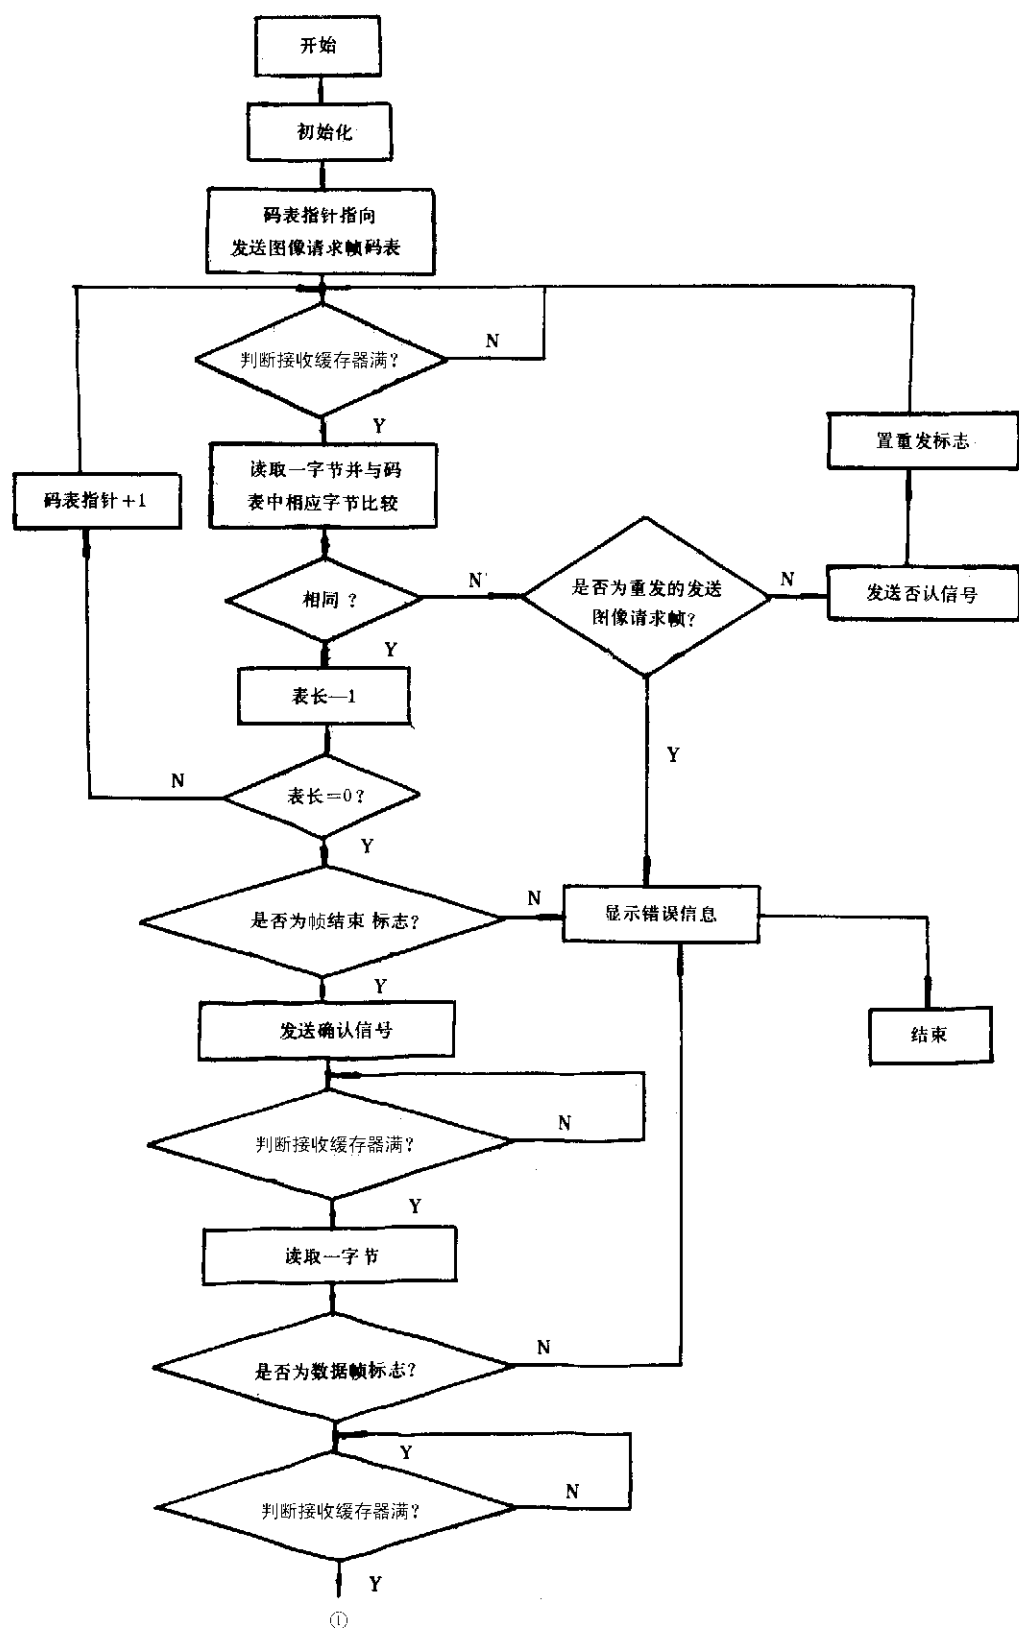 开始
初始化
码表指针指向
发送图像请求帧码表
判断接收缓存器满?
N
Y
置重发标志
读取一字节并与码
表中相应字节比较
码表指针+1
相同?
N
是否为重发的发送
图像请求帧?
N
发送否认信号
Y
表长—1
Y
N
表长=0?
Y
是否为帧结束标志?
N
显示错误信息
Y
发送确认信号
结束
判断接收缓存器满?
N
Y
读取一字节
是否为数据帧标志?
N
Y
判断接收缓存器满?
N
Y
①